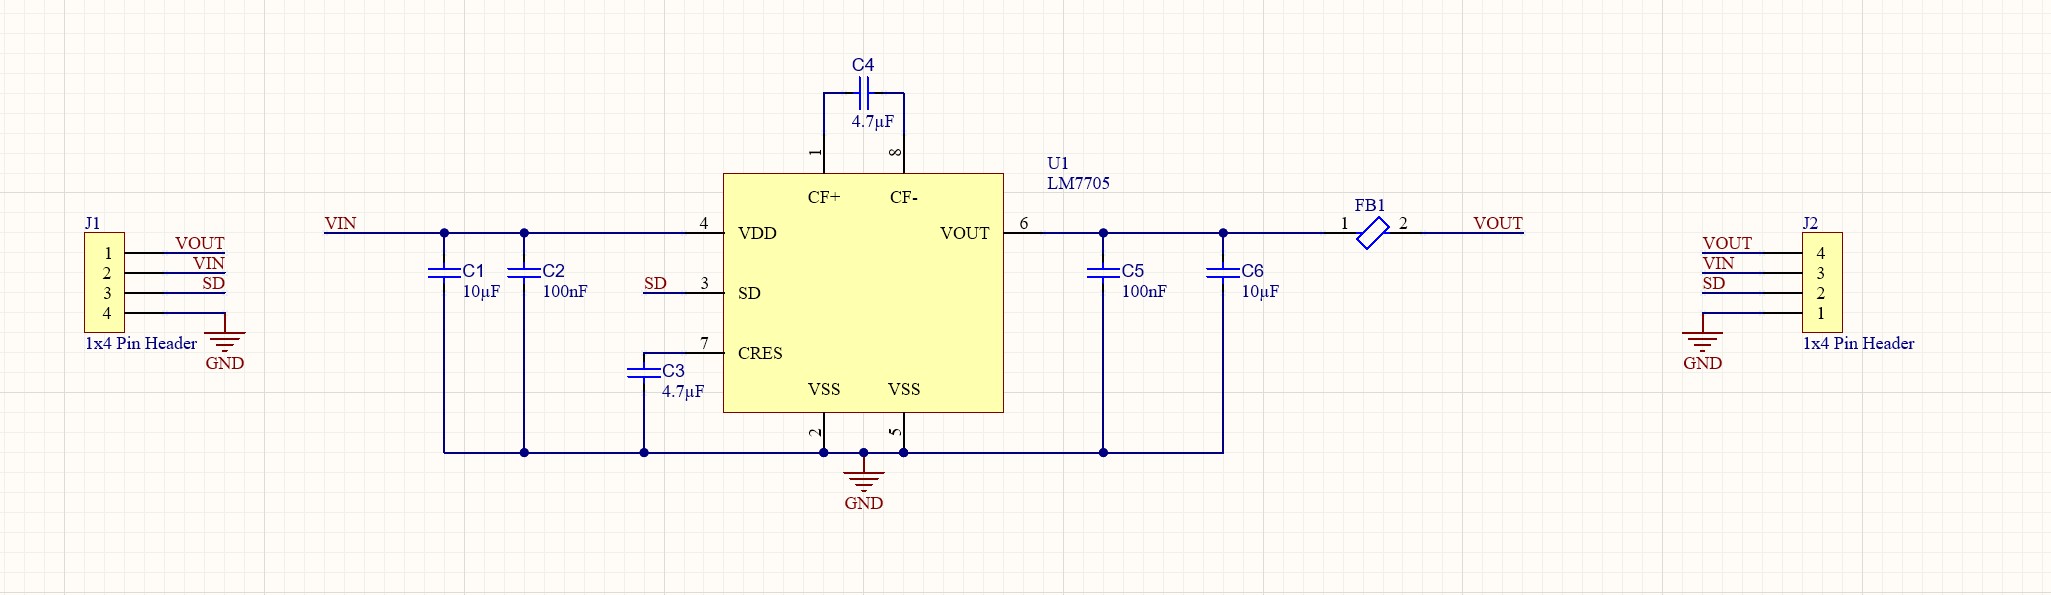 J1
1
2
3
4
VOUT
VIN
SD
1x4 Pin Header
GND
VIN
C1
10µF
C2
100nF
SD
C3
4.7µF
C4
4.7µF
1
8
U1
LM7705
CF+
CF-
4
VDD
VOUT
6
3
SD
7
CRES
VSS
VSS
2
5
GND
C5
100nF
C6
10µF
FB1
1
2
VOUT
J2
VOUT
VIN
SD
4
3
2
1
GND
1x4 Pin Header